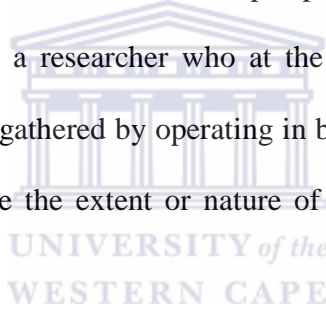 a researcher who at the
gathered by operating in b
e the extent or nature of
UNIVERSITY of the
WESTERN CAPE